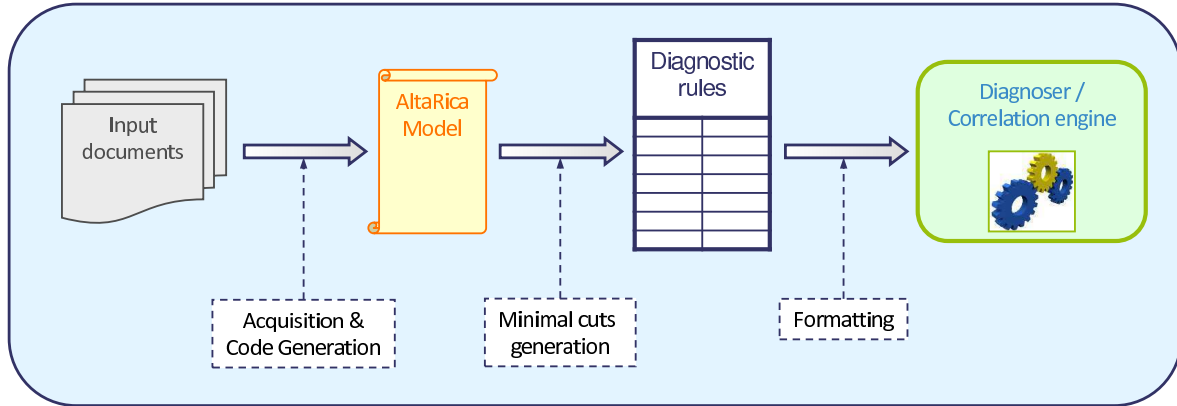 Input
documents
AltaRica
Model
Diagnostic
rules
Diagnoser /
Correlation engine
Acquisition &
Code Generation
Minimal cuts
generation
Formatting